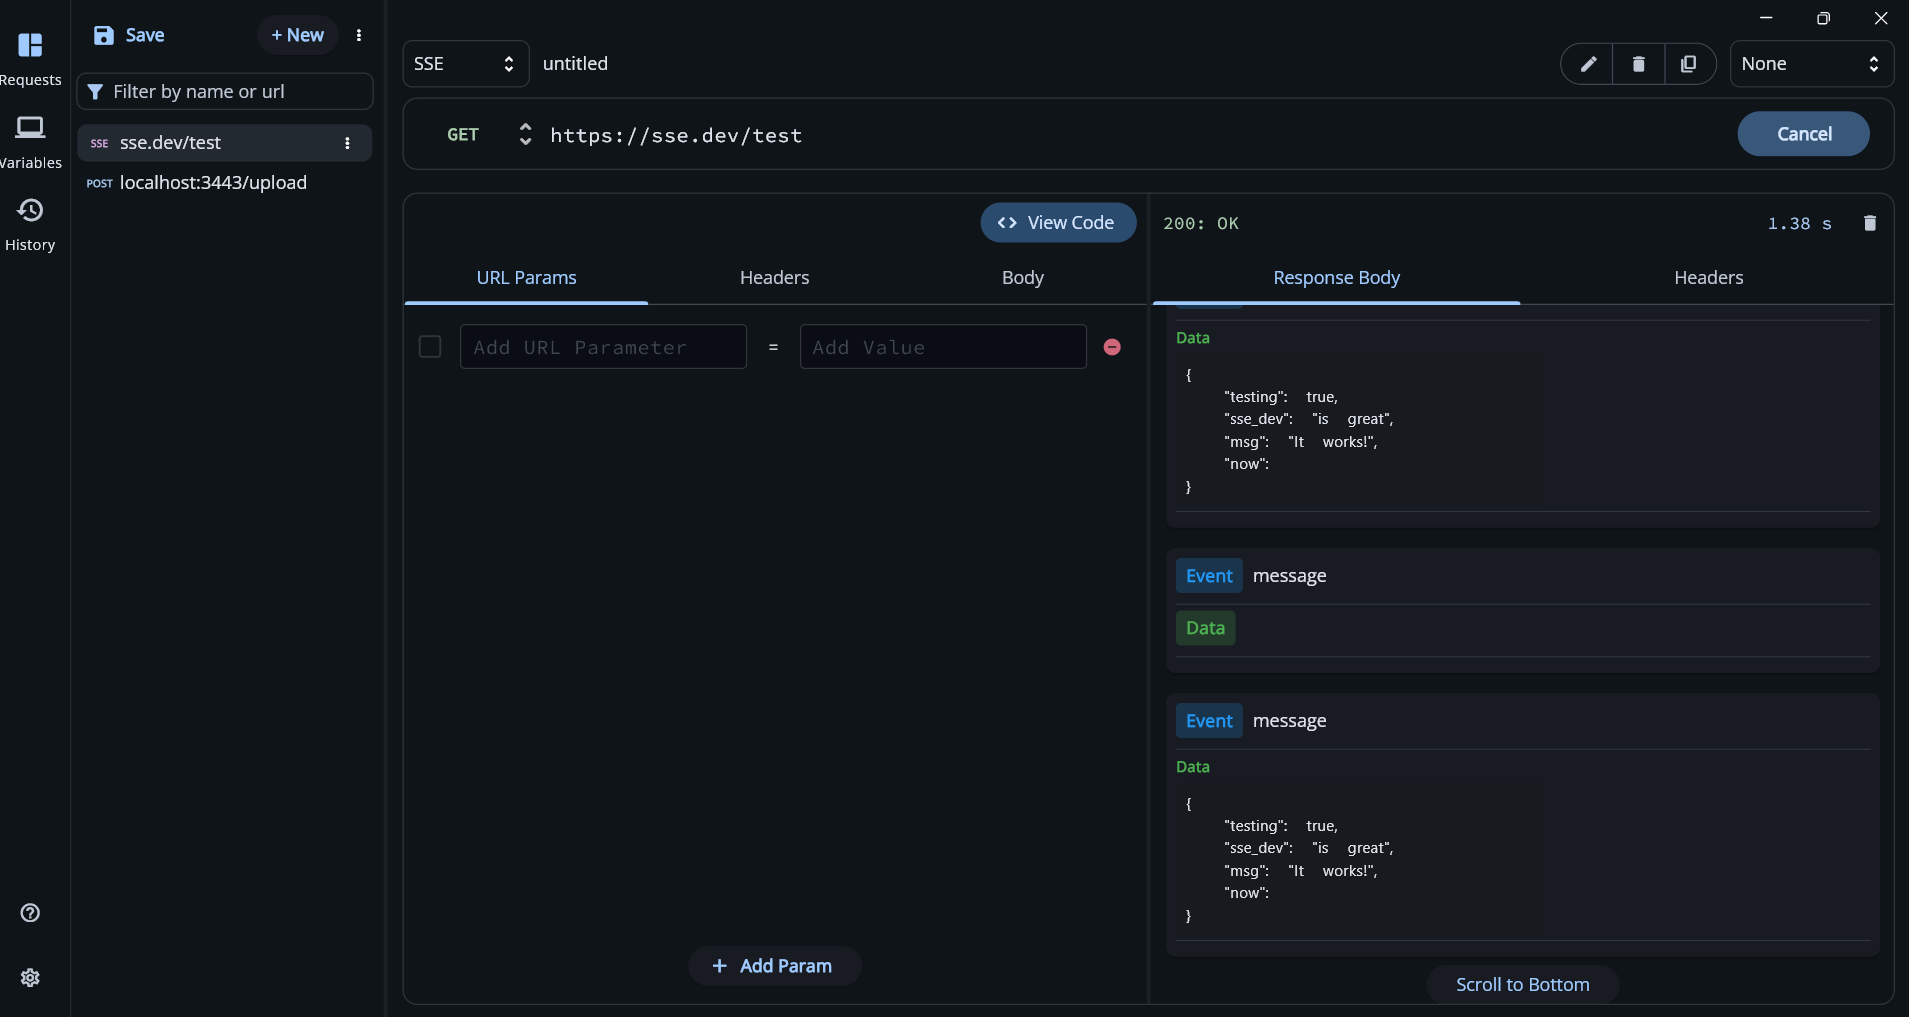 Requests
Variables
History
Save
+ New
Filter by name or url
SSE sse.dev/test
POST localhost:3443/upload
SSE
untitled
None
GET
https://sse.dev/test
Cancel
<> View Code
URL Params
Headers
Body
Add URL Parameter
=
Add Value
+ Add Param
200: OK
1.38 s
Response Body
Headers
Data
{
"testing": true,
"sse_dev": "is great",
"msg": "It works!",
"now":
}
Event message
Data
Event message
Data
{
"testing": true,
"sse_dev": "is great",
"msg": "It works!",
"now":
}
Scroll to Bottom